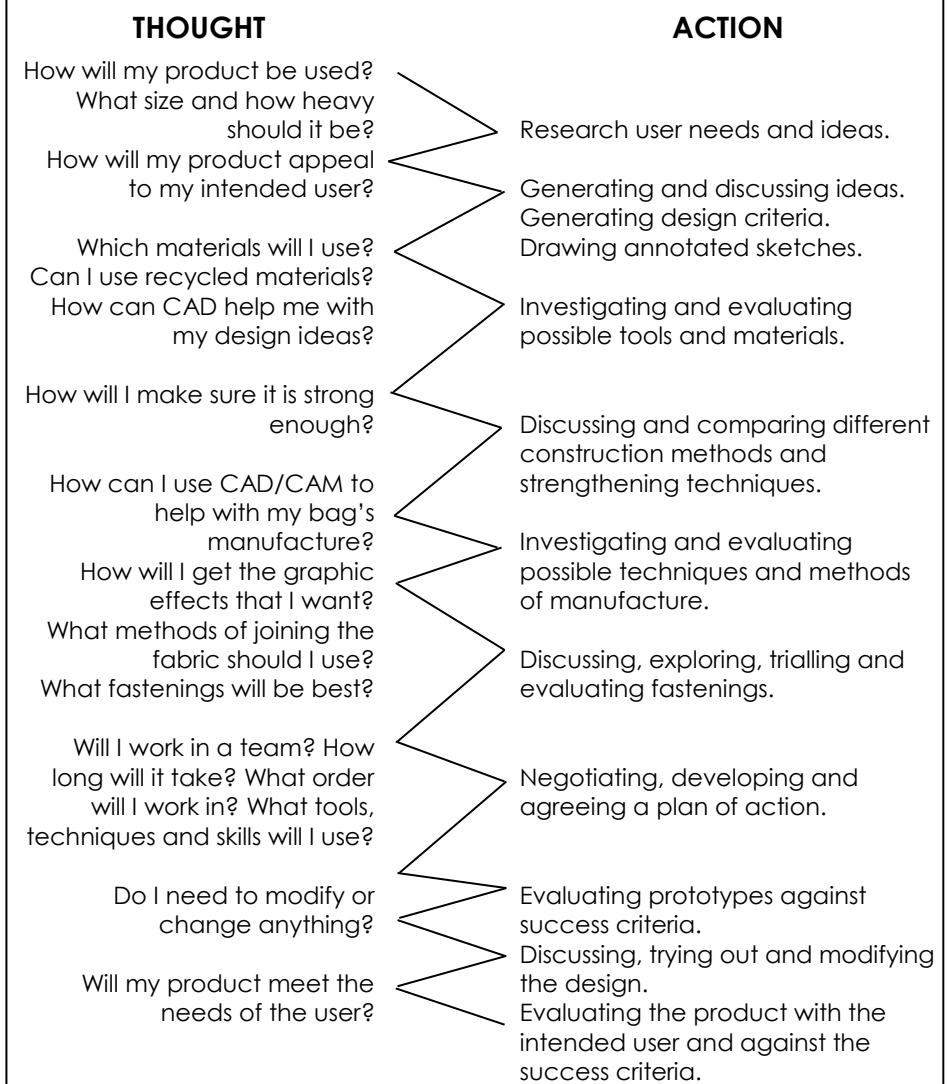 THOUGHT
How will my product be used?
What size and how heavy
should it be?
How will my product appeal
to my intended user?
Which materials will I use?
Can I use recycled materials?
How can CAD help me with
my design ideas?
How will I make sure it is strong
enough?
How can I use CAD/CAM to
help with my bag’s
manufacture?
How will I get the graphic
effects that I want?
What methods of joining the
fabric should I use?
What fastenings will be best?
Will I work in a team? How
long will it take? What order
will I work in? What tools,
techniques and skills will I use?
Do I need to modify or
change anything?
Will my product meet the
needs of the user?
ACTION
Research user needs and ideas.
Generating and discussing ideas.
Generating design criteria.
Drawing annotated sketches.
Investigating and evaluating
possible tools and materials.
Discussing and comparing different
construction methods and
strengthening techniques.
Investigating and evaluating
possible techniques and methods
of manufacture.
Discussing, exploring, trialling and
evaluating fastenings.
Negotiating, developing and
agreeing a plan of action.
Evaluating prototypes against
success criteria.
Discussing, trying out and modifying
the design.
Evaluating the product with the
intended user and against the
success criteria.